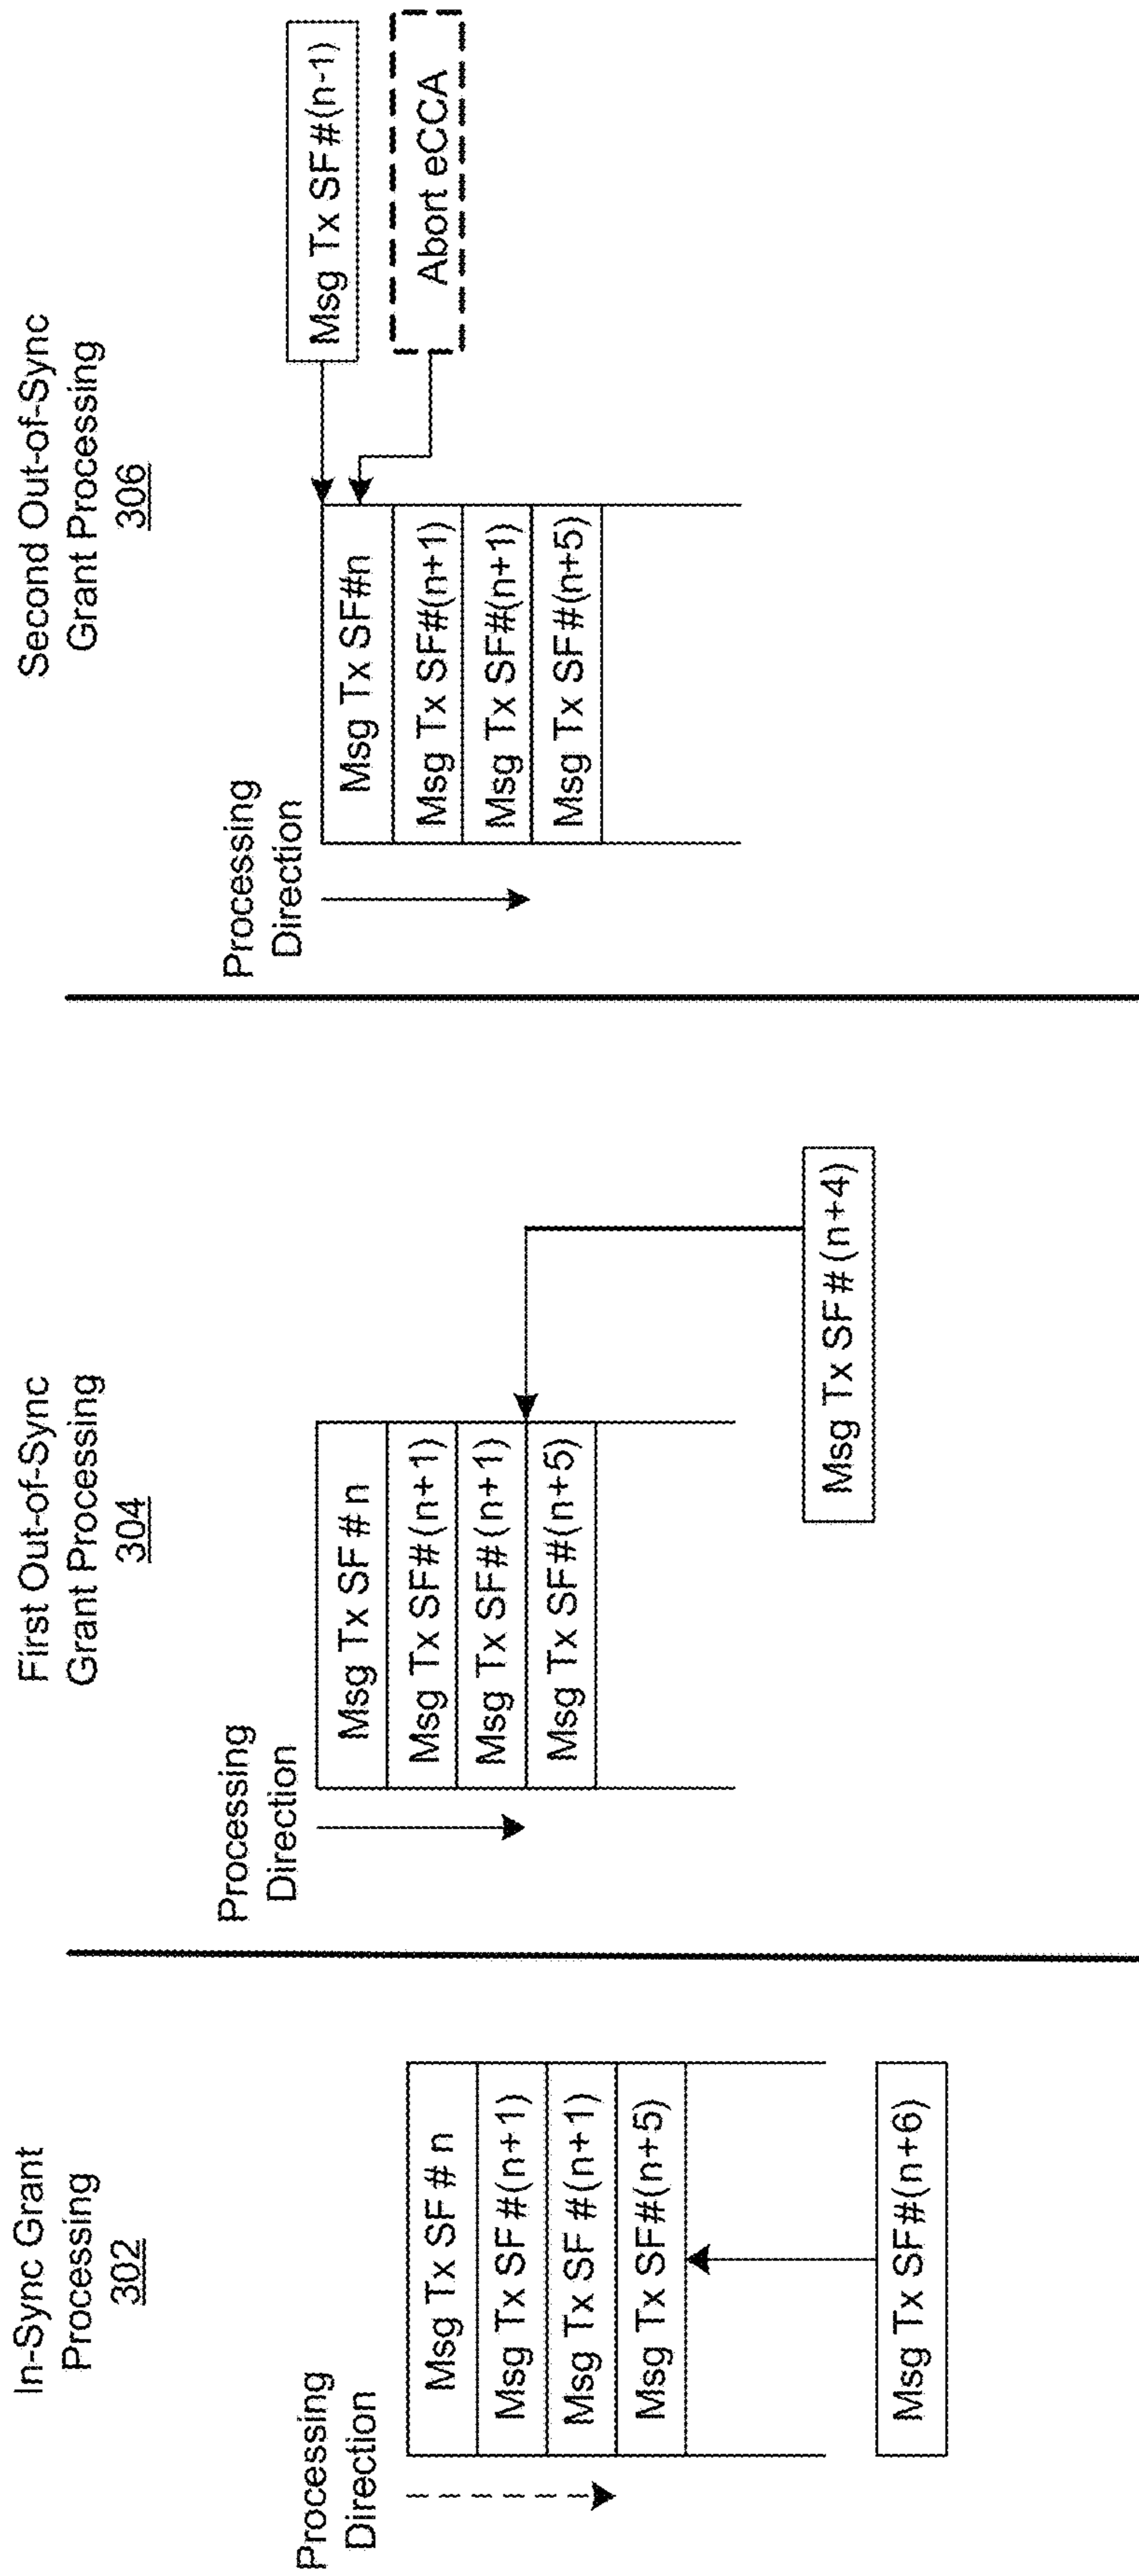 In-Sync Grant
Processing
302
Processing
Direction
Msg Tx SF # n
Msg Tx SF #(n+1)
Msg Tx SF #(n+1)
Msg Tx SF#(n+5)
Msg Tx SF#(n+6)
First Out-of-Sync
Grant Processing
304
Processing
Direction
Msg Tx SF # n
Msg Tx SF#(n+1)
Msg Tx SF#(n+1)
Msg Tx SF#(n+5)
Msg Tx SF # (n+4)
Second Out-of-Sync
Grant Processing
306
Processing
Direction
Msg Tx SF#n
Msg Tx SF#(n+1)
Msg Tx SF#(n+1)
Msg Tx SF#(n+5)
Msg Tx SF#(n-1)
Abort eCCA